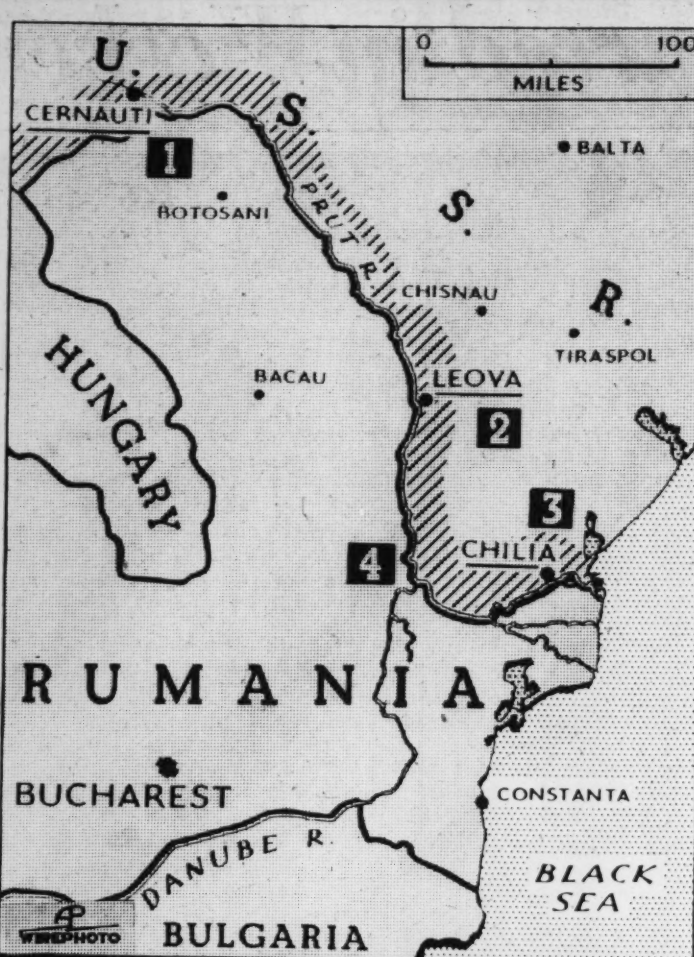 0 100
MILES
U. S. S. R.
CERNAUTI
1
BALTA
BOTOSANI
PRUT R.
CHISNAU
TIRASPOL
HUNGARY
BACAU
LEOVA
2
3
CHILIA
4
RUMANIA
BUCHAREST
CONSTANTA
DANUBE R.
BLACK
SEA
AP
WIREPHOTO
BULGARIA